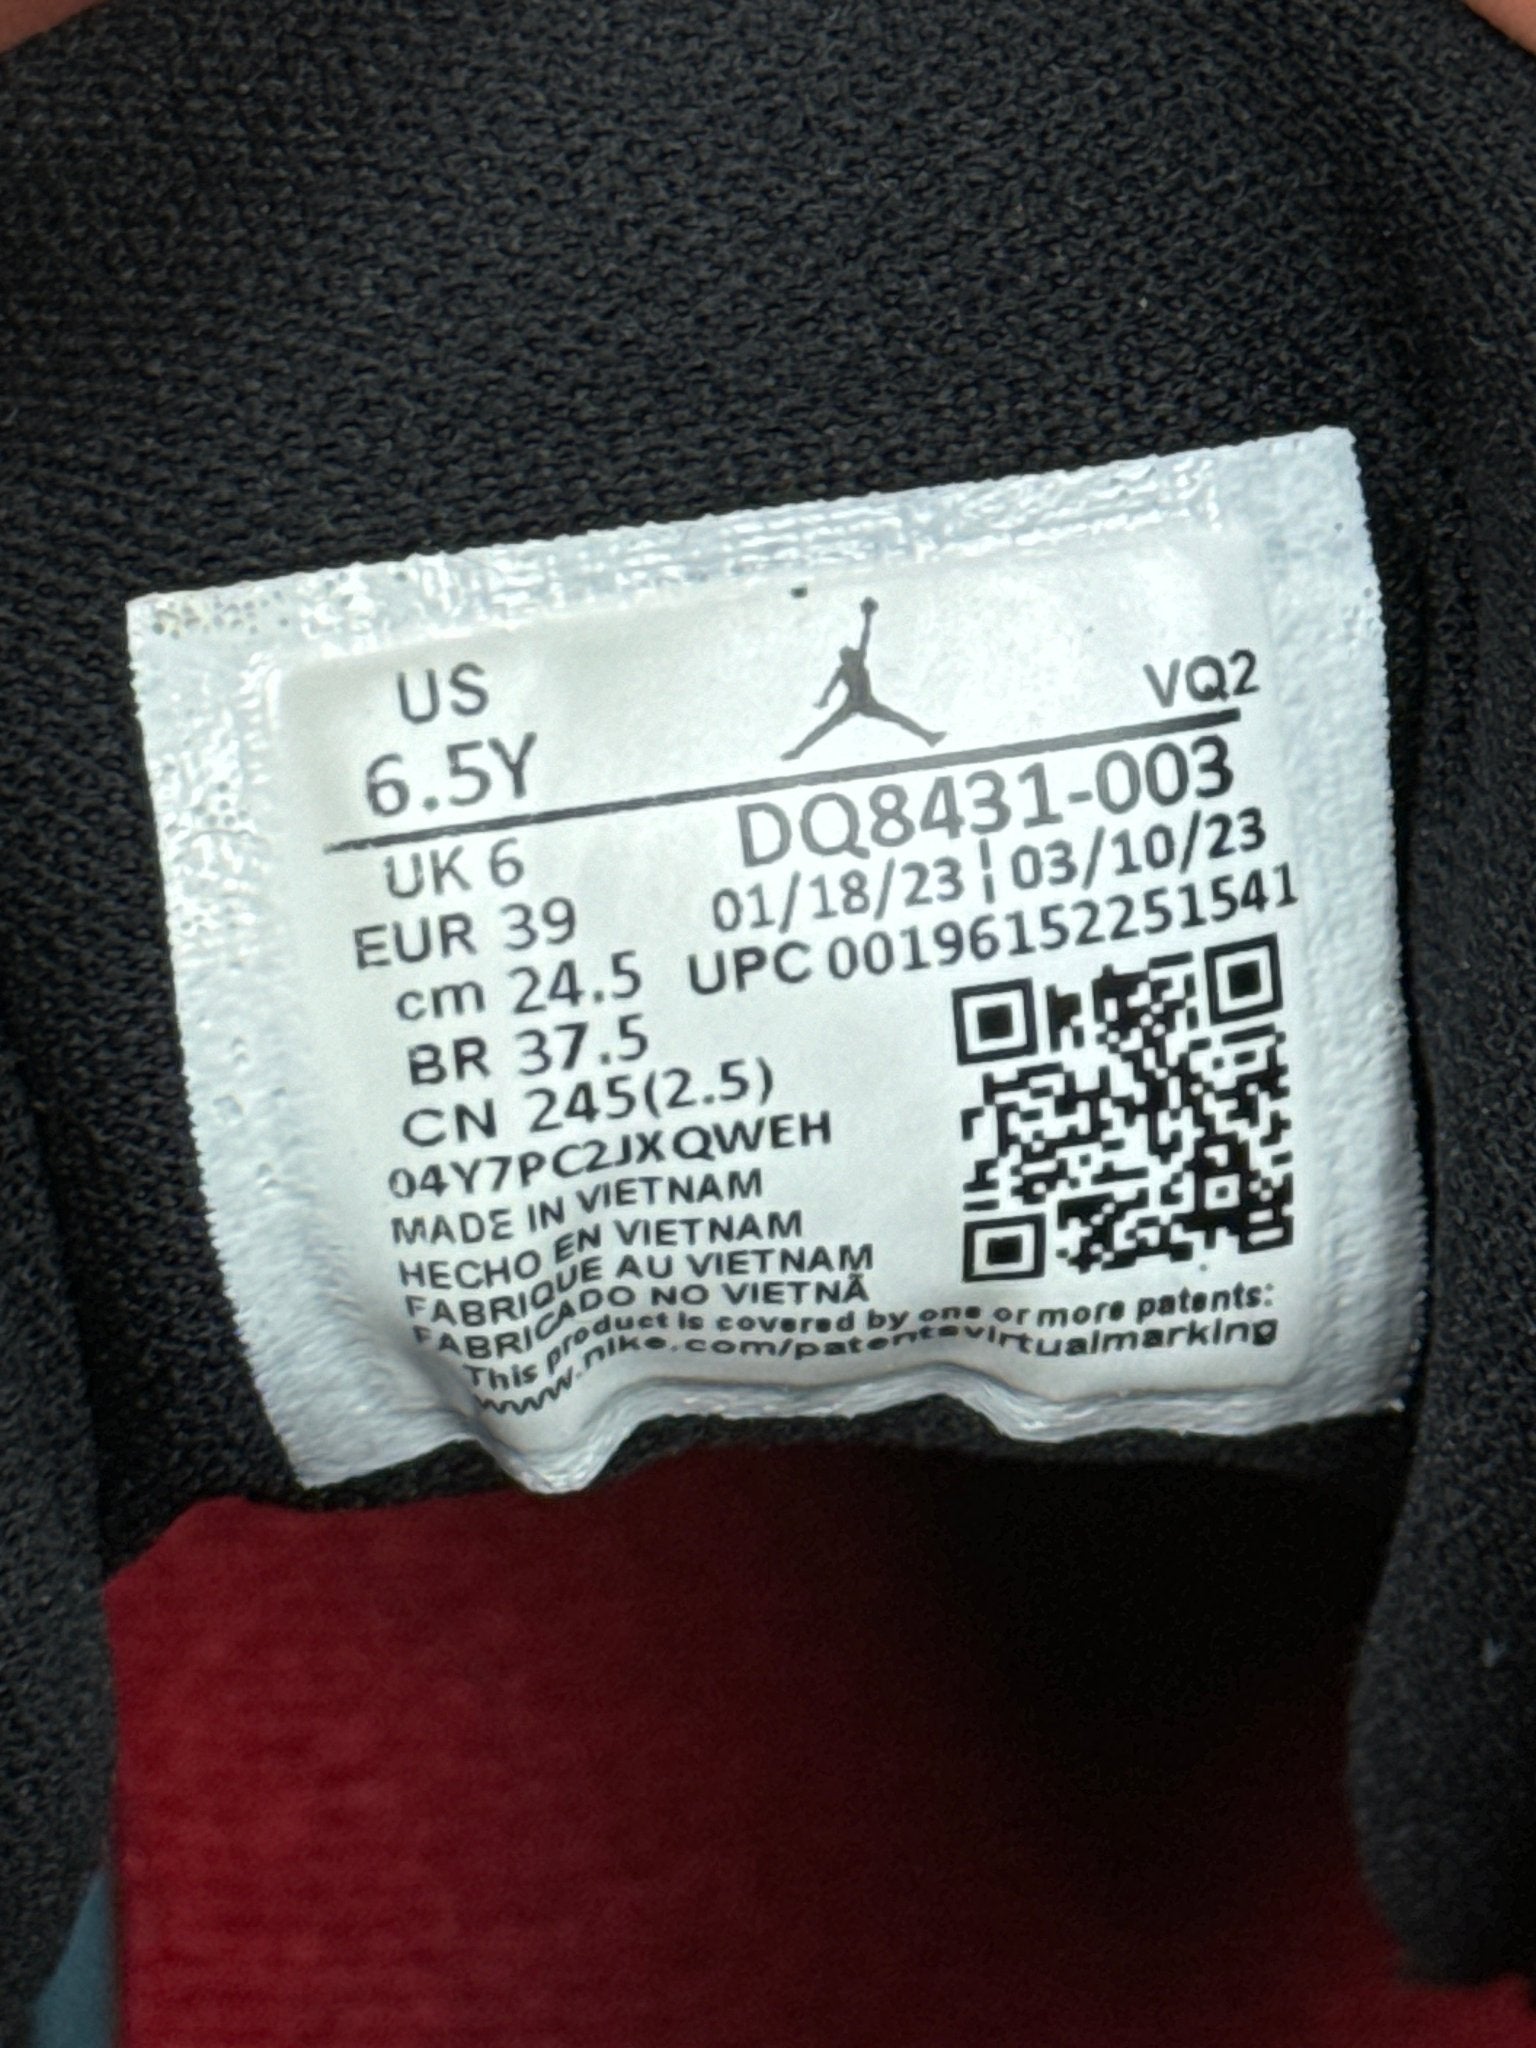 US
6.5Y
VQ2
UK 6
EUR 39
cm 24.5
BR 37.5
CN 245(2.5)
DQ8431-003
01/18/23 ¦ 03/10/23
UPC 00196152251541
04Y7PC2JXQWEH
MADE IN VIETNAM
HECHO EN VIETNAM
FABRIQUE AU VIETNAM
FABRICADO NO VIETNÃ
This product is covered by one or more patents:
www.nike.com/patentsvirtualmarking